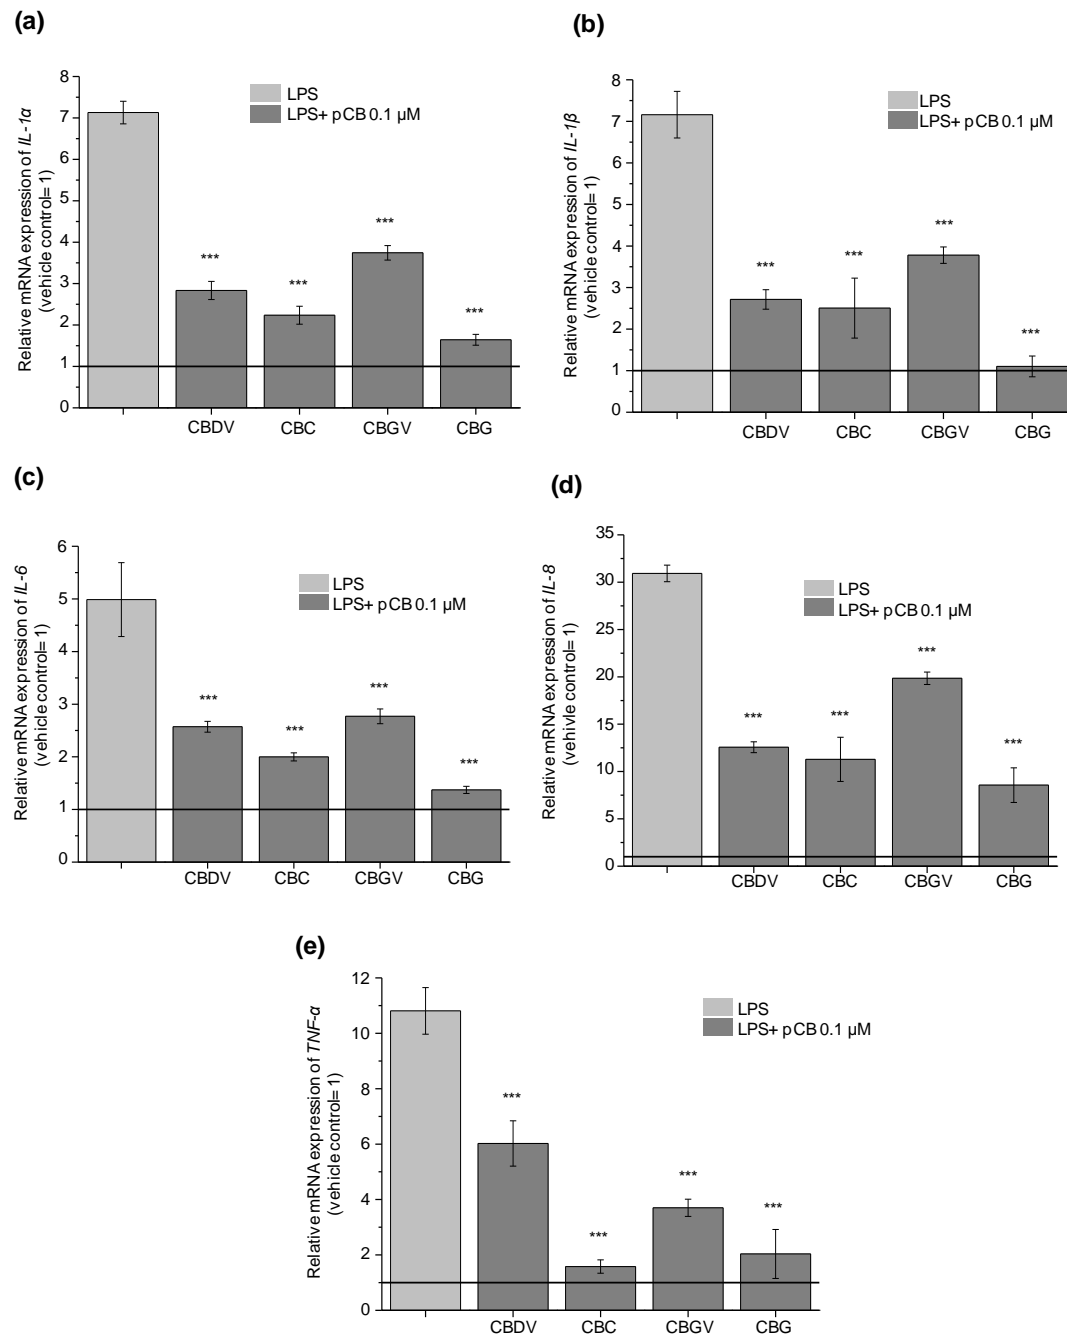 (a)
Relative mRNA expression of IL-1α
(vehicle control= 1)
8
7
6
5
4
3
2
1
0
LPS
LPS+ pCB 0.1 µM
***
***
***
***
CBDV CBC CBGV CBG
(b)
Relative mRNA expression of IL-1β
(vehicle control= 1)
8
7
6
5
4
3
2
1
0
LPS
LPS+ pCB 0.1 µM
***
***
***
***
CBDV CBC CBGV CBG
(c)
Relative mRNA expression of IL-6
(vehicle control= 1)
6
5
4
3
2
1
0
LPS
LPS+ pCB 0.1 µM
***
***
***
***
CBDV CBC CBGV CBG
(d)
Relative mRNA expression of IL-8
(vehivle control= 1)
35
30
25
20
15
10
5
0
LPS
LPS+ pCB 0.1 µM
***
***
***
***
CBDV CBC CBGV CBG
(e)
Relative mRNA expression of TNF-α
(vehicle control= 1)
12
10
8
6
4
2
0
LPS
LPS+ pCB 0.1 µM
***
***
***
***
CBDV CBC CBGV CBG